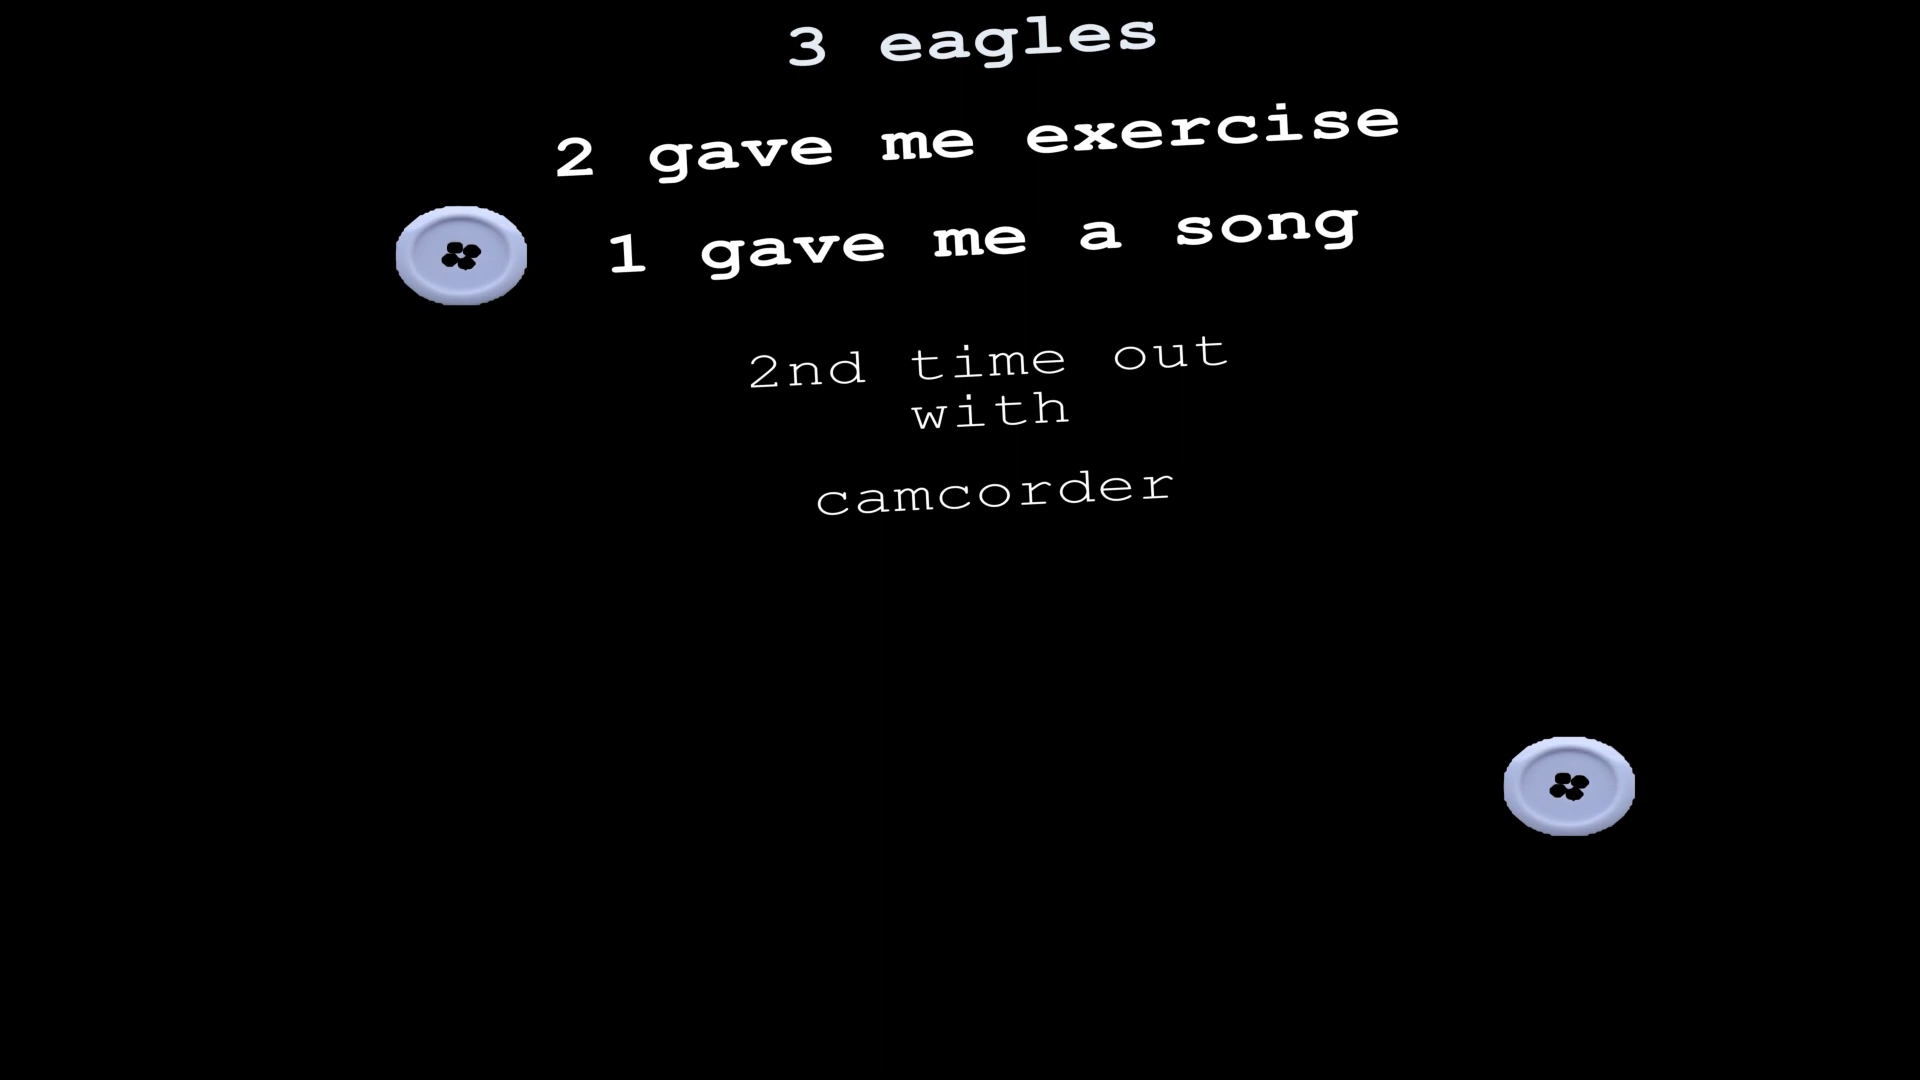 3 eagles
2 gave me exercise
1 gave me a song
2nd time out
with
camcorder